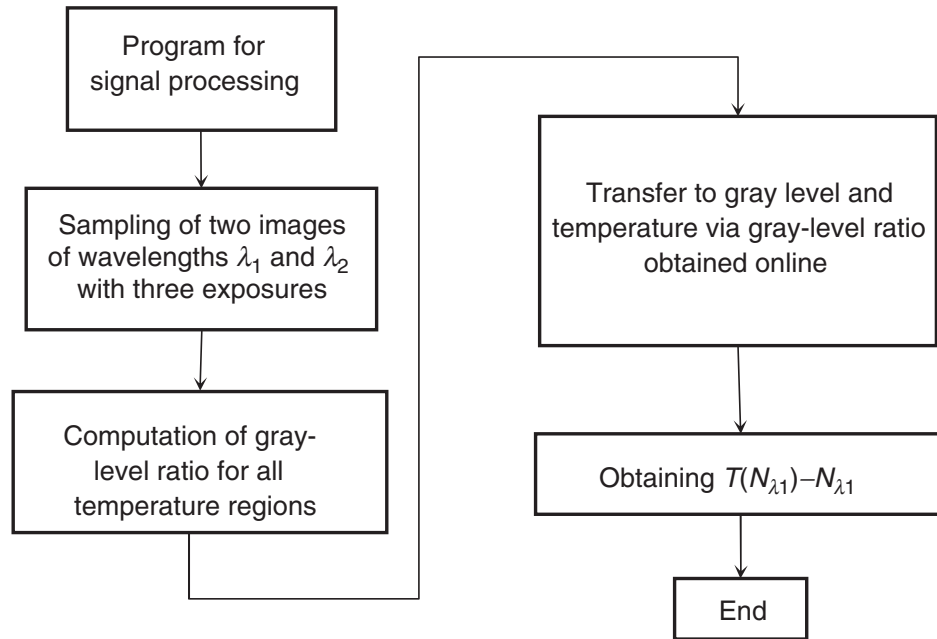 Program for
signal processing
Sampling of two images
of wavelengths λ₁ and λ₂
with three exposures
Computation of gray-
level ratio for all
temperature regions
Transfer to gray level and
temperature via gray-level ratio
obtained online
Obtaining T(N_λ1)–N_λ1
End